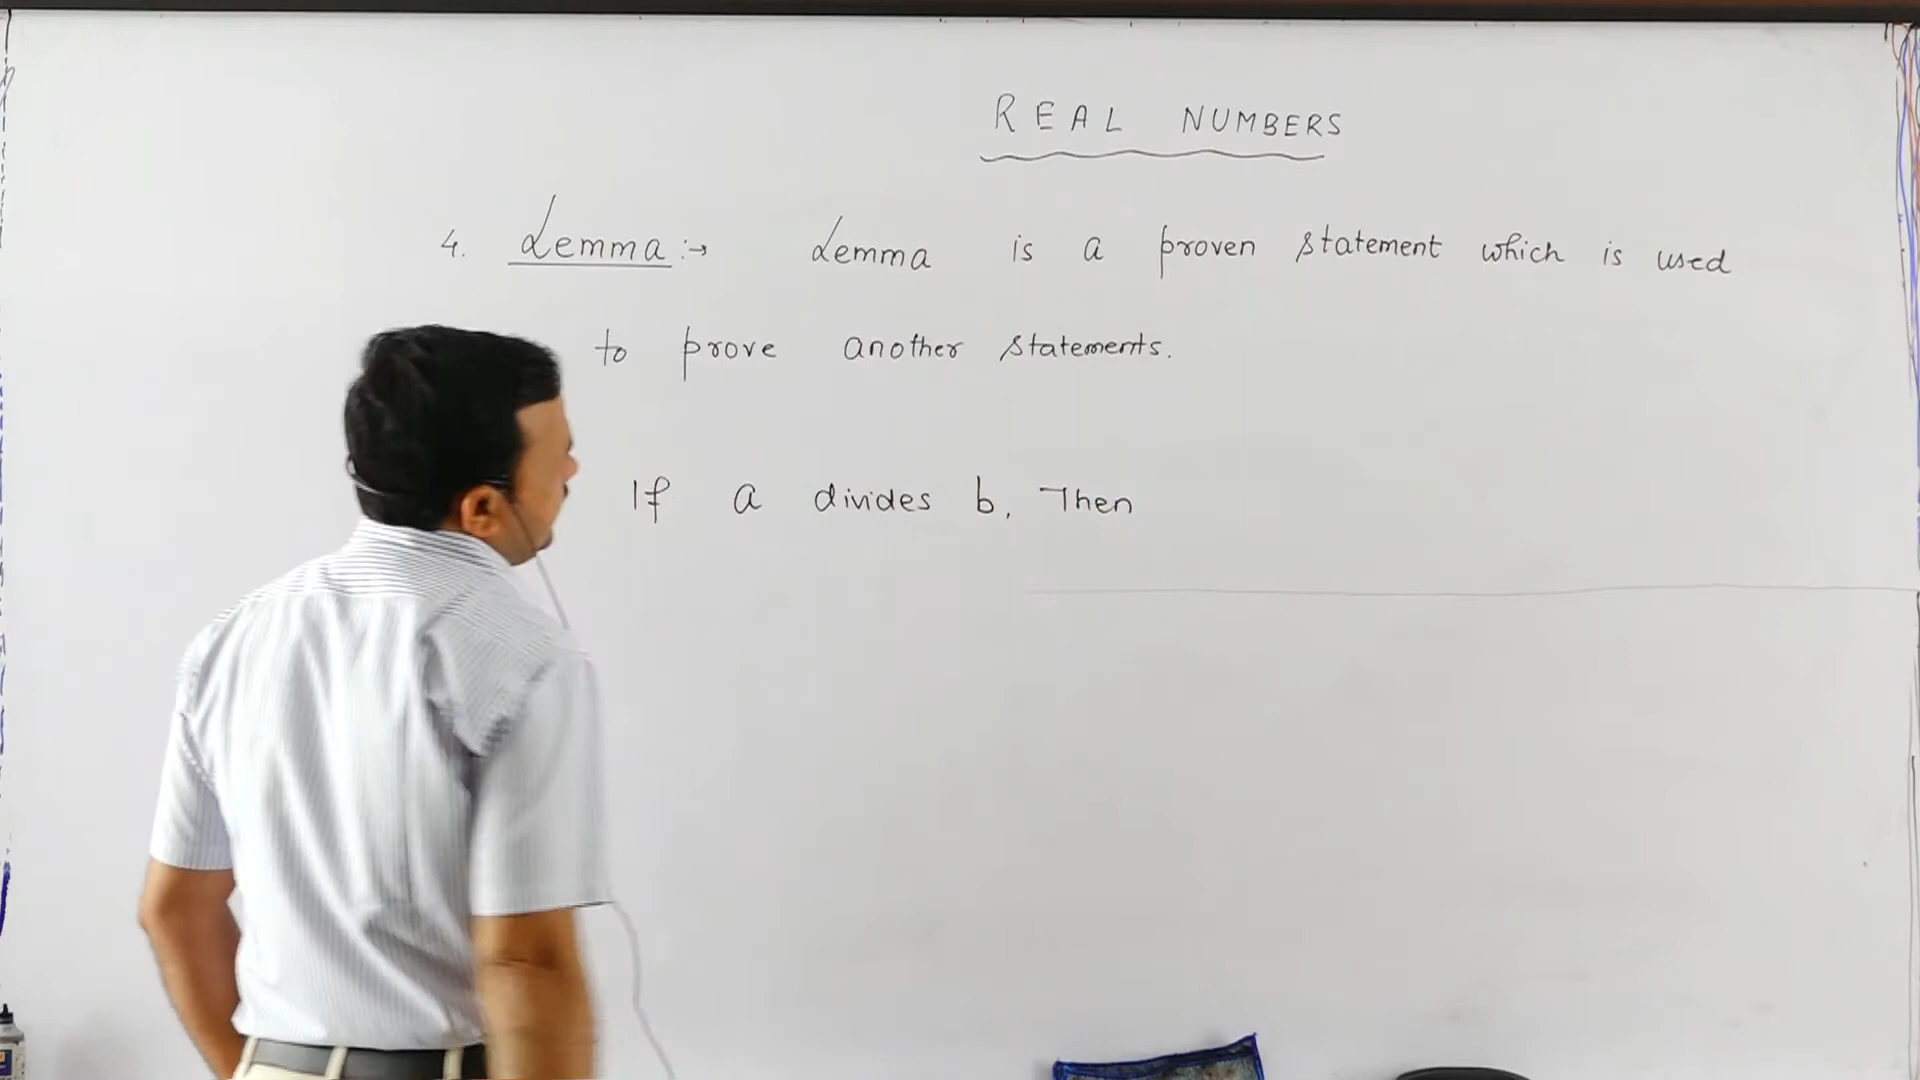 REAL NUMBERS
4. Lemma :→ Lemma is a proven statement which is used
to prove another statements.
If a divides b, Then